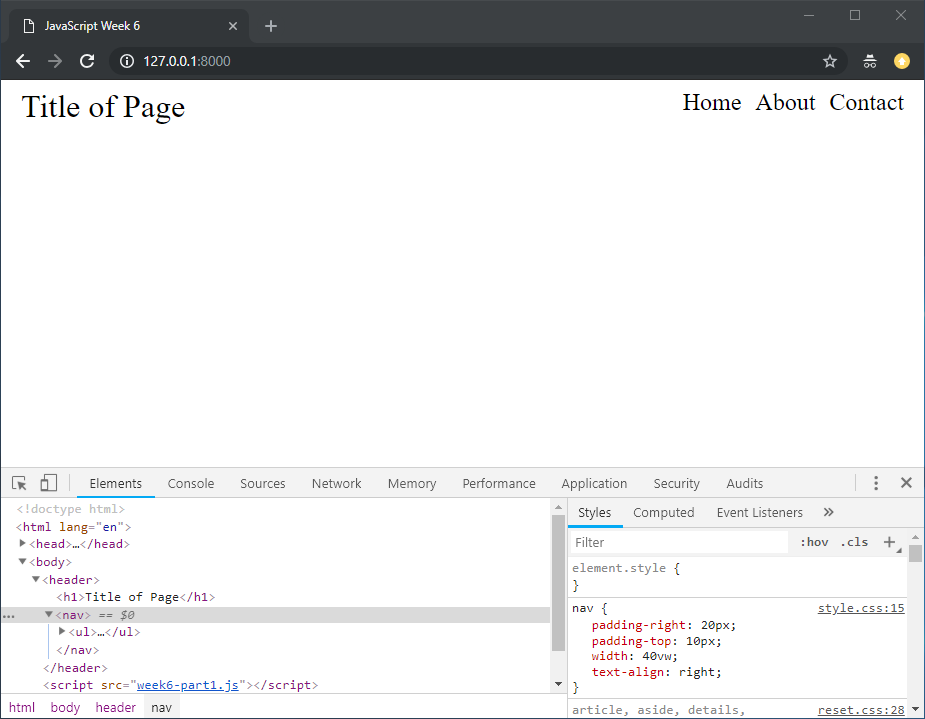 JavaScript Week 6
127.0.0.1:8000
Title of Page
Home About Contact
Elements Console Sources Network Memory Performance Application Security Audits
<!doctype html>
<html lang="en">
<head>…</head>
<body>
<header>
<h1>Title of Page</h1>
<nav> == $0
<ul>…</ul>
</nav>
</header>
<script src="week6-part1.js"></script>
html body header nav
Styles Computed Event Listeners »
Filter :hov .cls +
element.style {
}
nav { style.css:15
padding-right: 20px;
padding-top: 10px;
width: 40vw;
text-align: right;
}
article, aside, details, reset.css:28